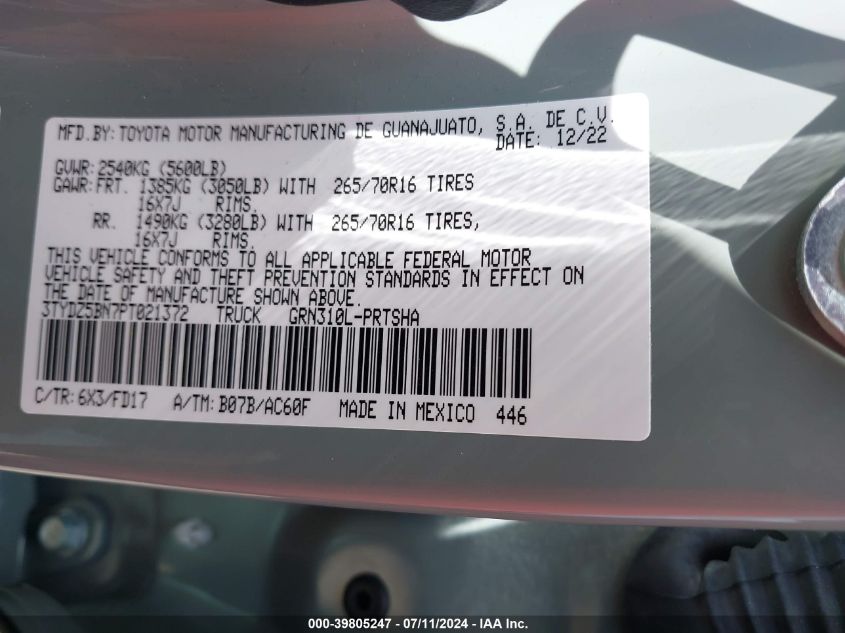 MFD.BY: TOYOTA MOTOR MANUFACTURING DE GUANAJUATO, S.A. DE C.V.
DATE: 12/22
GVWR: 2540KG (5600LB)
GAWR: FRT. 1385KG (3050LB) WITH 265/70R16 TIRES
16X7J RIMS.
RR. 1490KG (3280LB) WITH 265/70R16 TIRES,
16X7J RIMS.
THIS VEHICLE CONFORMS TO ALL APPLICABLE FEDERAL MOTOR
VEHICLE SAFETY AND THEFT PREVENTION STANDARDS IN EFFECT ON
THE DATE OF MANUFACTURE SHOWN ABOVE.
3TYDZ5BN7PT021372 TRUCK GRN310L-PRTSHA
C/TR: 6X3/FD17 A/TM: B07B/AC60F MADE IN MEXICO 446
000-39805247 - 07/11/2024 - IAA Inc.